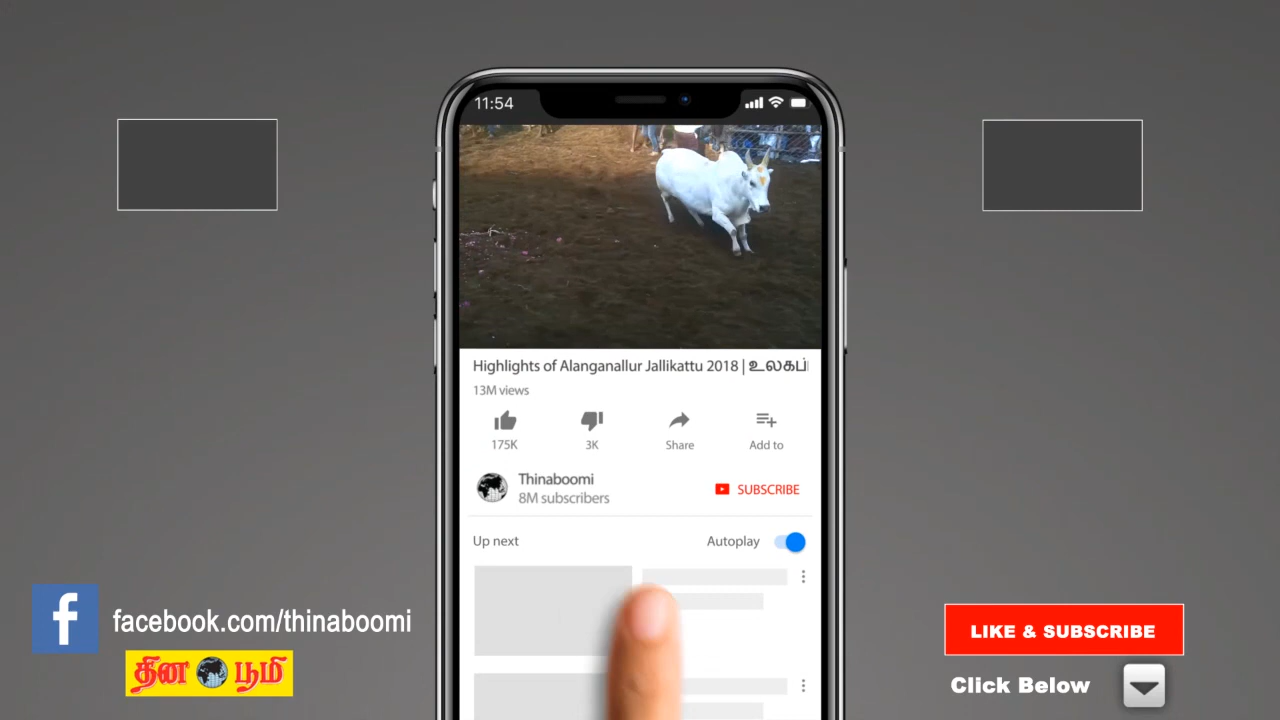 11:54
Highlights of Alanganallur Jallikattu 2018 | உலகப்
13M views
175K
3K
Share
Add to
Thinaboomi
8M subscribers
SUBSCRIBE
Up next
Autoplay
facebook.com/thinaboomi
தின பூமி
LIKE & SUBSCRIBE
Click Below